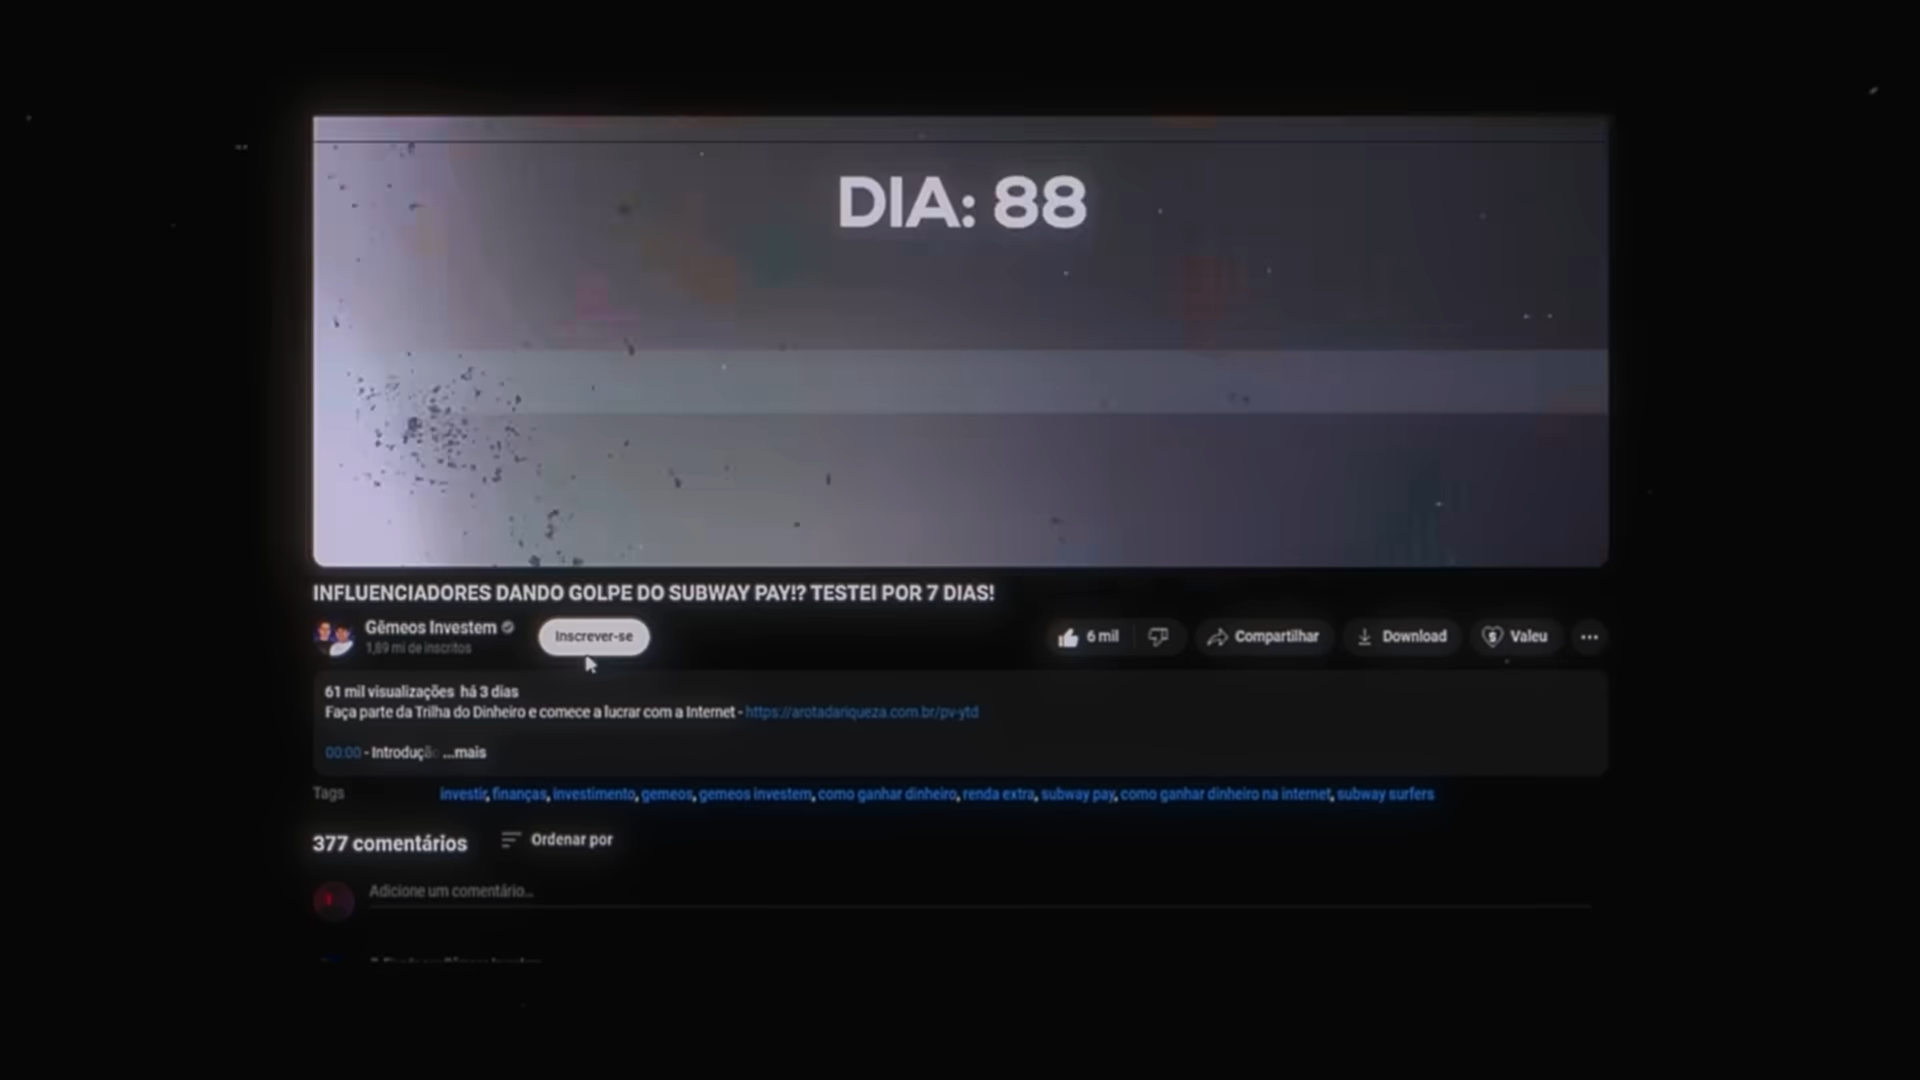 DIA: 88
INFLUENCIADORES DANDO GOLPE DO SUBWAY PAY!? TESTEI POR 7 DIAS!
Gêmeos Investem
1,89 mi de inscritos
Inscrever-se
6 mil
Compartilhar
Download
Valeu
61 mil visualizações há 3 dias
Faça parte da Trilha do Dinheiro e comece a lucrar com a Internet - https://arotadariqueza.com.br/pv-ytd
00:00 - Introduçã ...mais
Tags investir, finanças, investimento, gemeos, gemeos investem, como ganhar dinheiro, renda extra, subway pay, como ganhar dinheiro na internet, subway surfers
377 comentários
Ordenar por
Adicione um comentário...